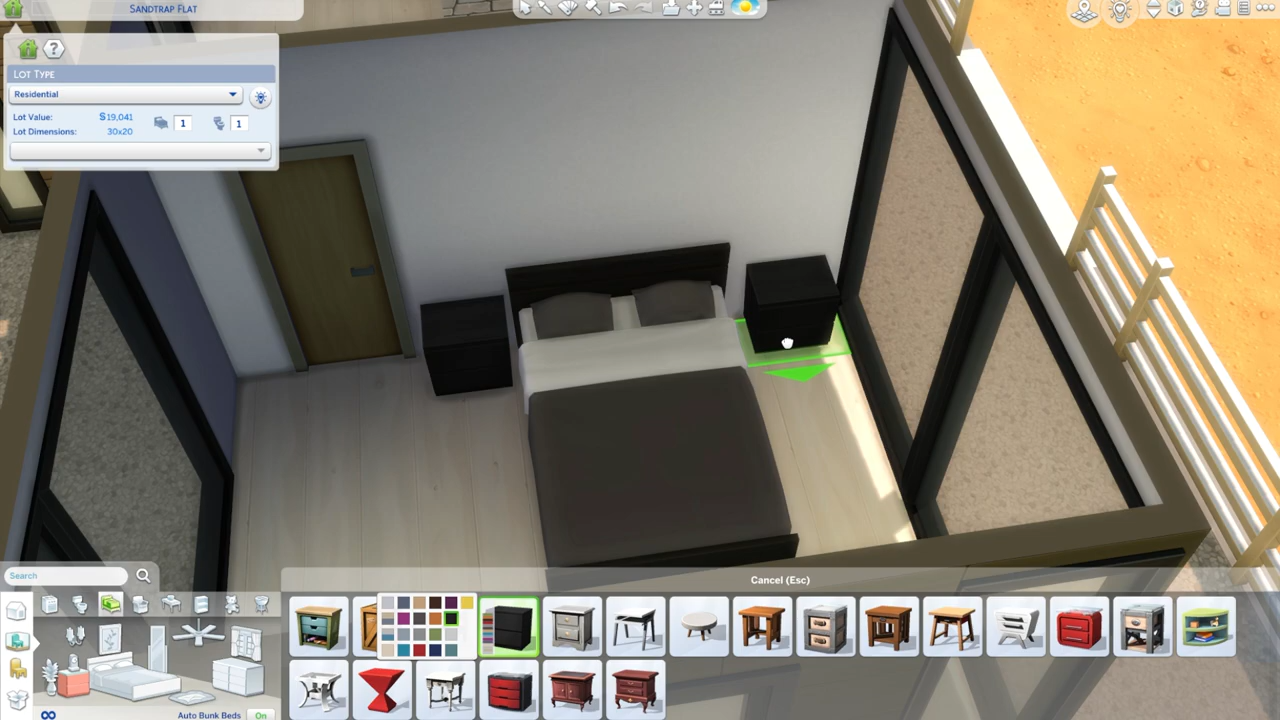 SANDTRAP FLAT
?
LOT TYPE
Residential
Lot Value: §19,041
1
1
Lot Dimensions: 30x20
Cancel (Esc)
Search
Auto Bunk Beds On